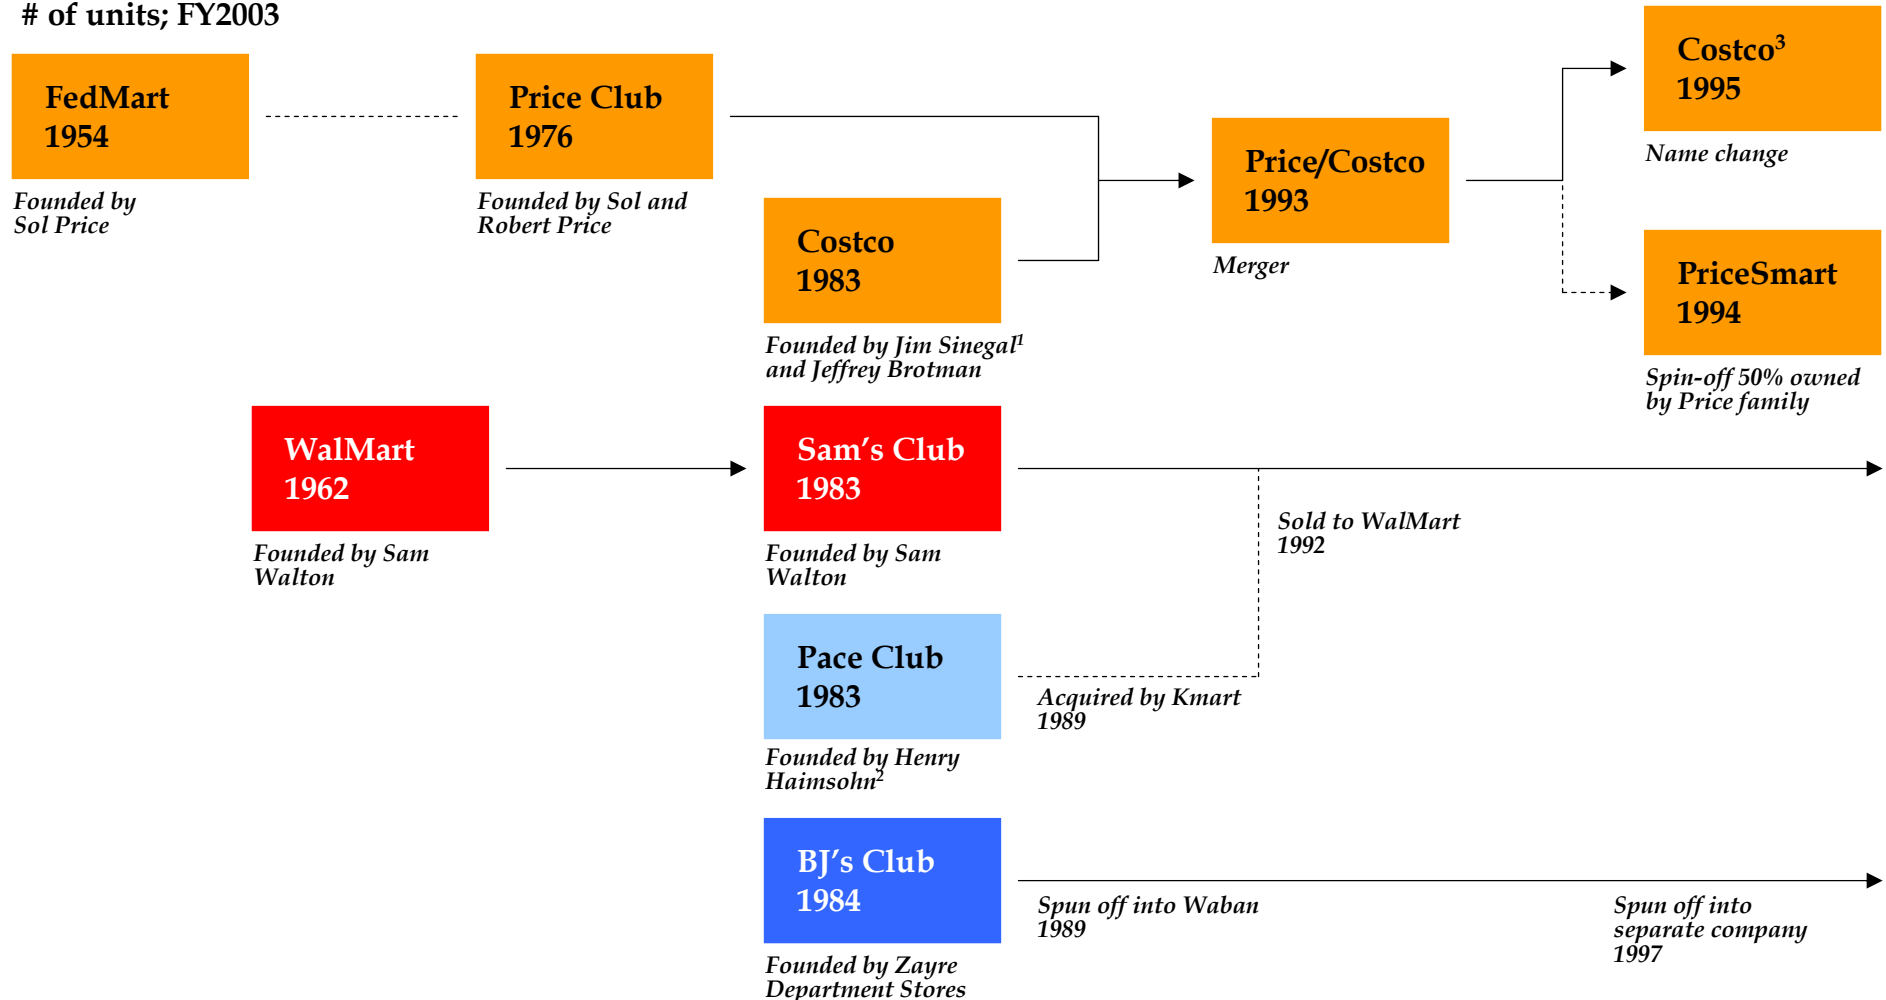 # of units; FY2003
FedMart
1954
Founded by
Sol Price
Price Club
1976
Founded by Sol and
Robert Price
Costco
1983
Founded by Jim Sinegal¹
and Jeffrey Brotman
Price/Costco
1993
Merger
Costco³
1995
Name change
PriceSmart
1994
Spin-off 50% owned
by Price family
WalMart
1962
Founded by Sam
Walton
Sam's Club
1983
Founded by Sam
Walton
Sold to WalMart
1992
Pace Club
1983
Founded by Henry
Haimsohn²
Acquired by Kmart
1989
BJ's Club
1984
Founded by Zayre
Department Stores
Spun off into Waban
1989
Spun off into
separate company
1997